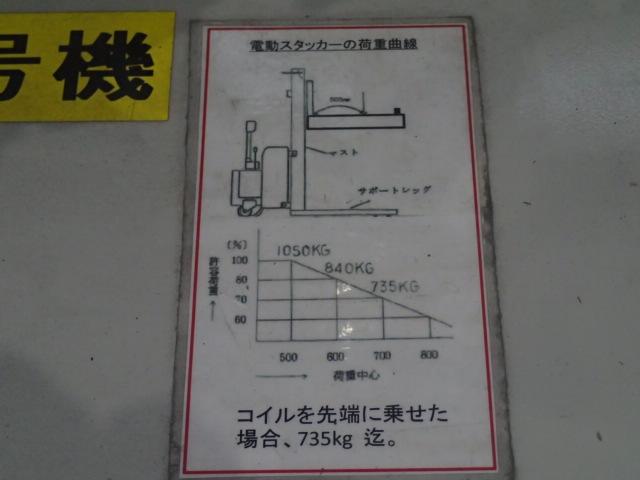 号機
電動スタッカーの荷重曲線
500mm
マスト
サポートレッグ
(%)
1050KG
840KG
735KG
許容荷重→
100
80
70
60
500 600 700 800
→ 荷重中心
コイルを先端に乗せた
場合、735kg 迄。